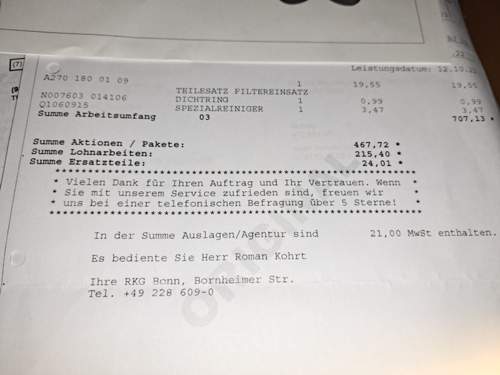 (7)
Leistungsdatum: 12.10.2
A270 180 01 09 1 19,55 19,55
TEILESATZ FILTEREINSATZ
N007603 014106 DICHTRING 1 0,99 0,99
Q1060915 SPEZIALREINIGER 1 3,47 3,47
Summe Arbeitsumfang 03 707,13 *
Summe Aktionen / Pakete: 467,72 *
Summe Lohnarbeiten: 215,40 *
Summe Ersatzteile: 24,01 *
* Vielen Dank für Ihren Auftrag und Ihr Vertrauen. Wenn *
* Sie mit unserem Service zufrieden sind, freuen wir *
* uns bei einer telefonischen Befragung über 5 Sterne! *
In der Summe Auslagen/Agentur sind 21,00 MwSt enthalten.
Es bediente Sie Herr Roman Kohrt
Ihre RKG Bonn, Bornheimer Str.
Tel. +49 228 609-0
ORIGINAL